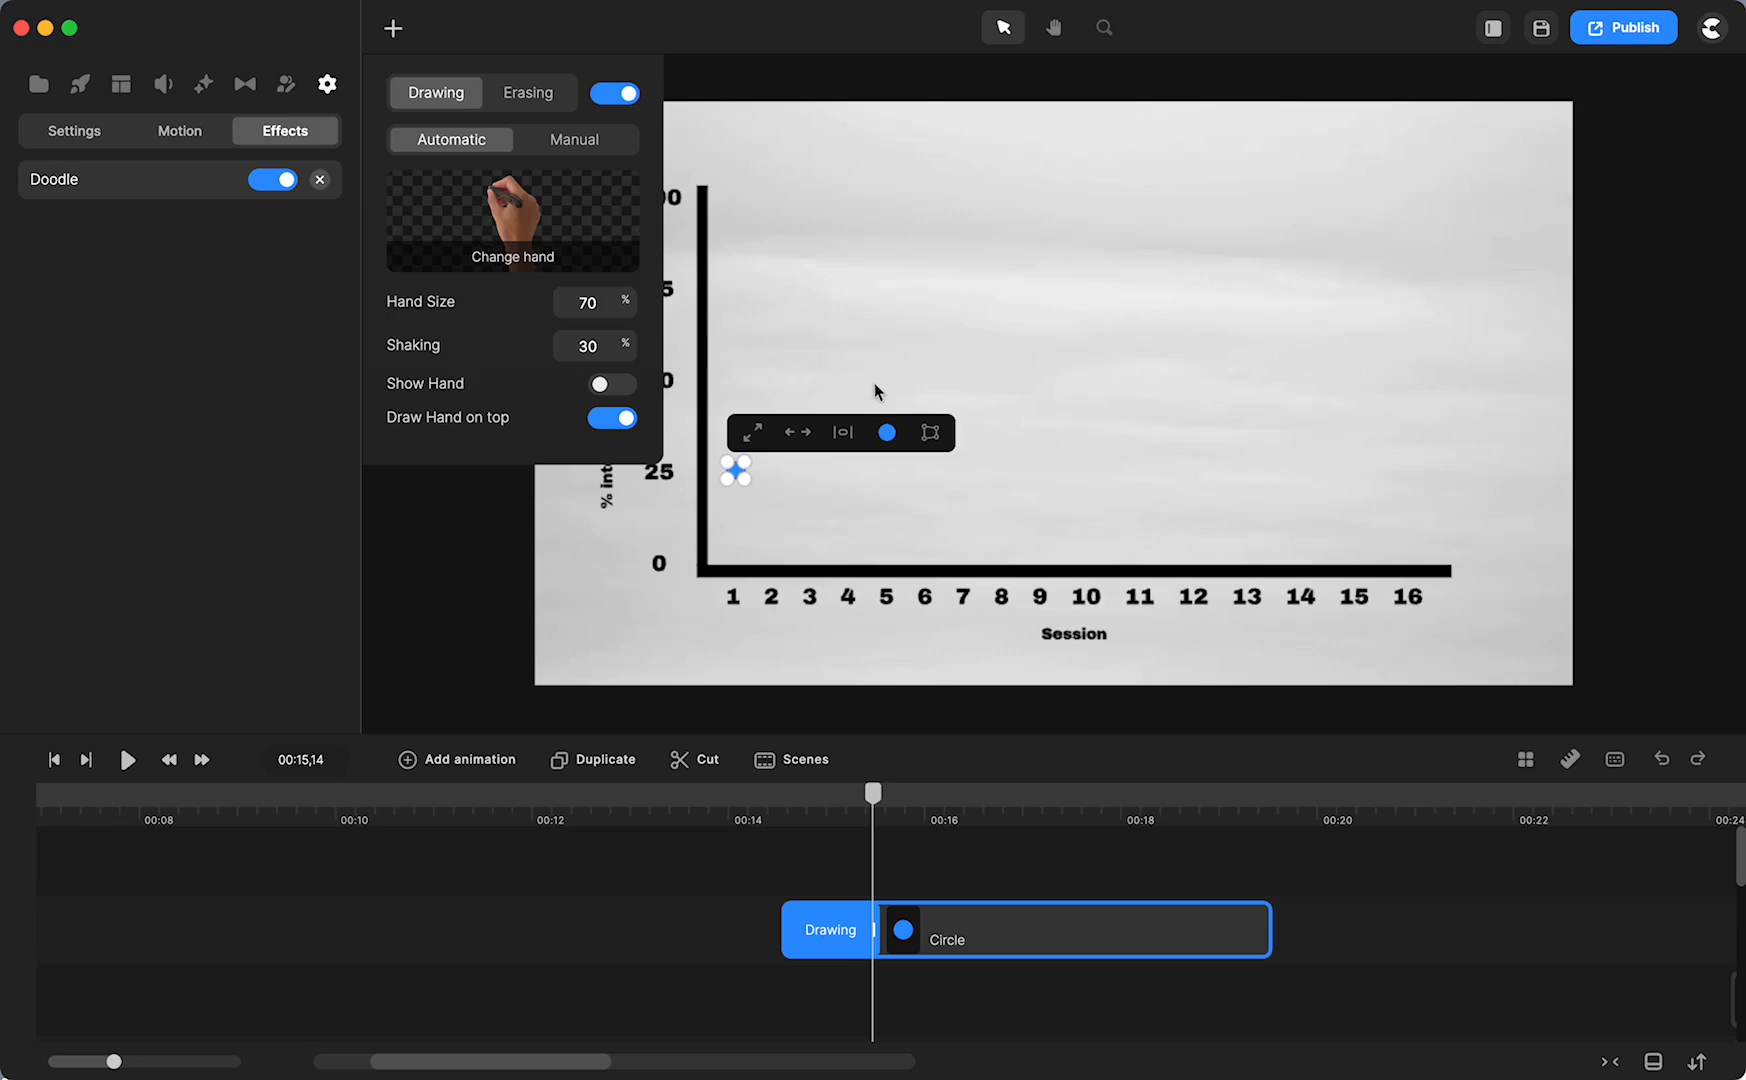 Publish
Settings Motion Effects
Doodle
Drawing Erasing
Automatic Manual
Change hand
Hand Size 70 %
Shaking 30 %
Show Hand
Draw Hand on top
25
0
1 2 3 4 5 6 7 8 9 10 11 12 13 14 15 16
Session
00:15,14 Add animation Duplicate Cut Scenes
00:08 00:10 00:12 00:14 00:16 00:18 00:20 00:22 00:24
Drawing Circle